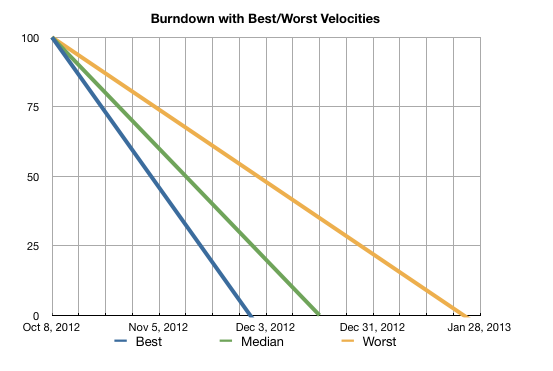 Burndown with Best/Worst Velocities
100
75
50
25
0
Oct 8, 2012 Nov 5, 2012 Dec 3, 2012 Dec 31, 2012 Jan 28, 2013
Best Median Worst